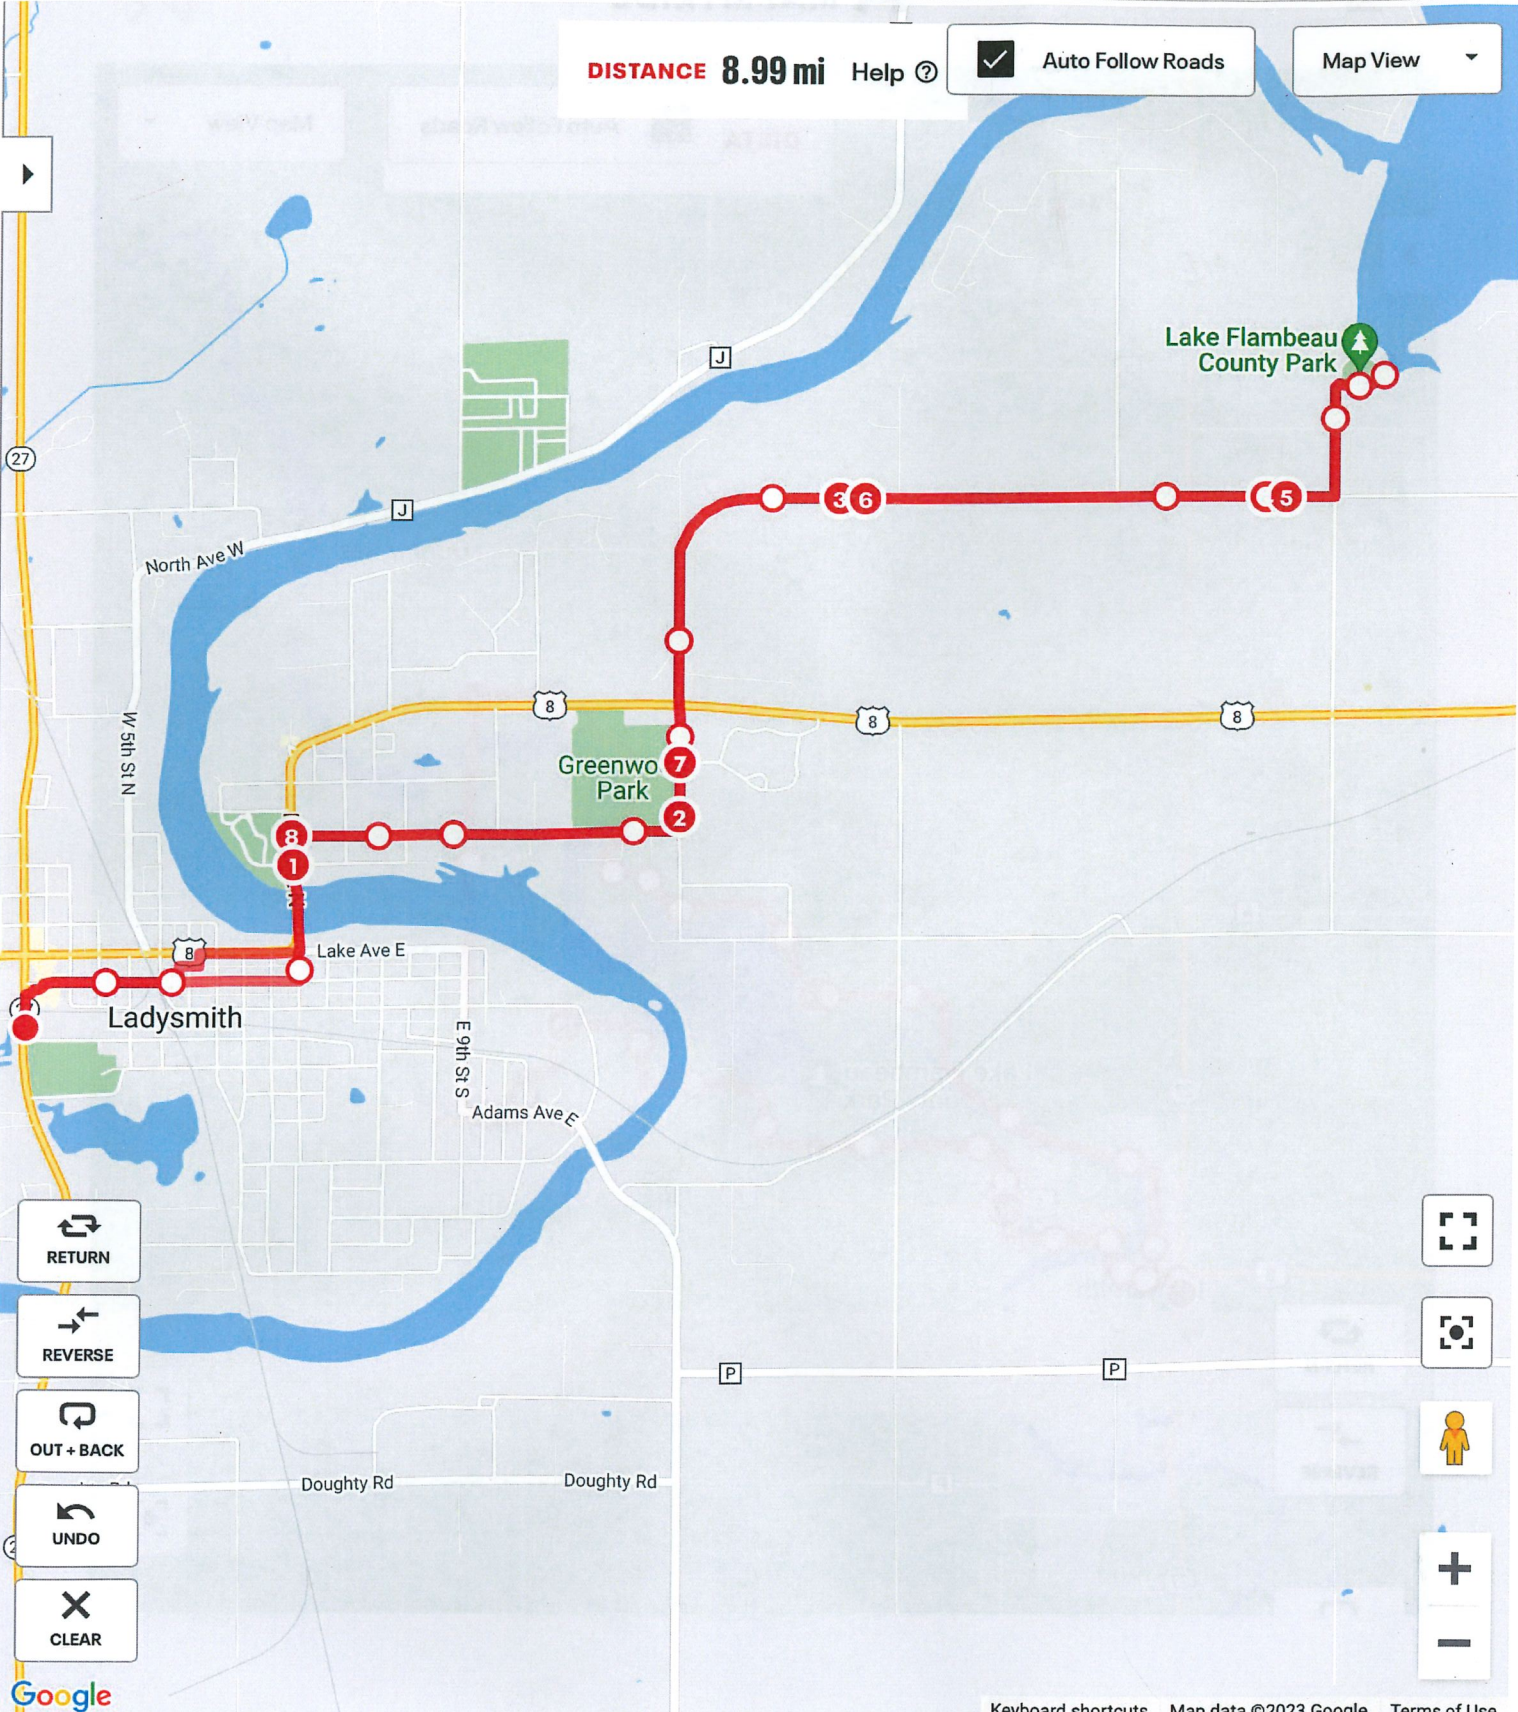 DISTANCE 8.99 mi Help ?
Auto Follow Roads
Map View
Lake Flambeau
County Park
J
27
J
3 6 5
North Ave W
W 5th St N
8
8
8
Greenwo
Park
7
2
8
1
8
Lake Ave E
Ladysmith
E 9th St S
Adams Ave E
RETURN
REVERSE
P
P
OUT + BACK
Doughty Rd
Doughty Rd
UNDO
CLEAR
Google
Keyboard shortcuts Map data ©2023 Google Terms of Use